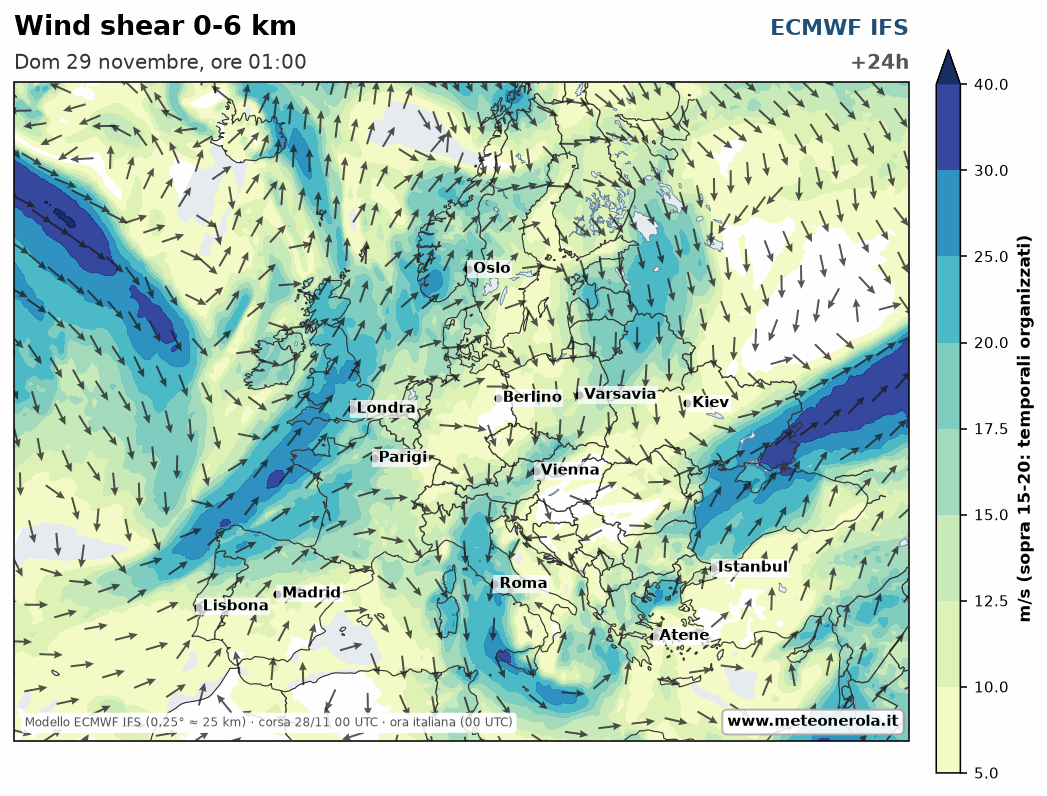 Wind shear 0-6 km
ECMWF IFS
Dom 29 novembre, ore 01:00
+24h
40.0
30.0
25.0
20.0
17.5
15.0
12.5
10.0
5.0
m/s (sopra 15-20: temporali organizzati)
Oslo
Londra
Berlino
Varsavia
Kiev
Parigi
Vienna
Istanbul
Roma
Madrid
Lisbona
Atene
Modello ECMWF IFS (0,25° ≈ 25 km) · corsa 28/11 00 UTC · ora italiana (00 UTC)
www.meteonerola.it